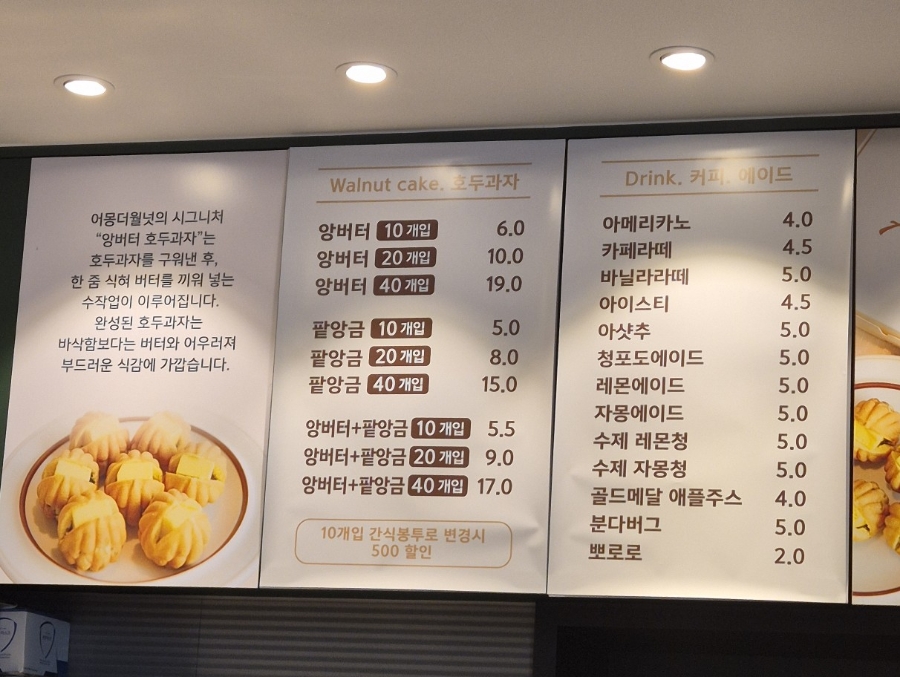 어몽더월넛의 시그니처
“앙버터 호두과자”는
호두과자를 구워낸 후,
한 줌 식혀 버터를 끼워 넣는
수작업이 이루어집니다.
완성된 호두과자는
바삭함보다는 버터와 어우러져
부드러운 식감에 가깝습니다.
Walnut cake. 호두과자
앙버터 10개입 6.0
앙버터 20개입 10.0
앙버터 40개입 19.0
팥앙금 10개입 5.0
팥앙금 20개입 8.0
팥앙금 40개입 15.0
앙버터+팥앙금 10개입 5.5
앙버터+팥앙금 20개입 9.0
앙버터+팥앙금 40개입 17.0
10개입 간식봉투로 변경시
500 할인
Drink. 커피. 에이드
아메리카노 4.0
카페라떼 4.5
바닐라라떼 5.0
아이스티 4.5
아샷추 5.0
청포도에이드 5.0
레몬에이드 5.0
자몽에이드 5.0
수제 레몬청 5.0
수제 자몽청 5.0
골드메달 애플주스 4.0
분다버그 5.0
뽀로로 2.0